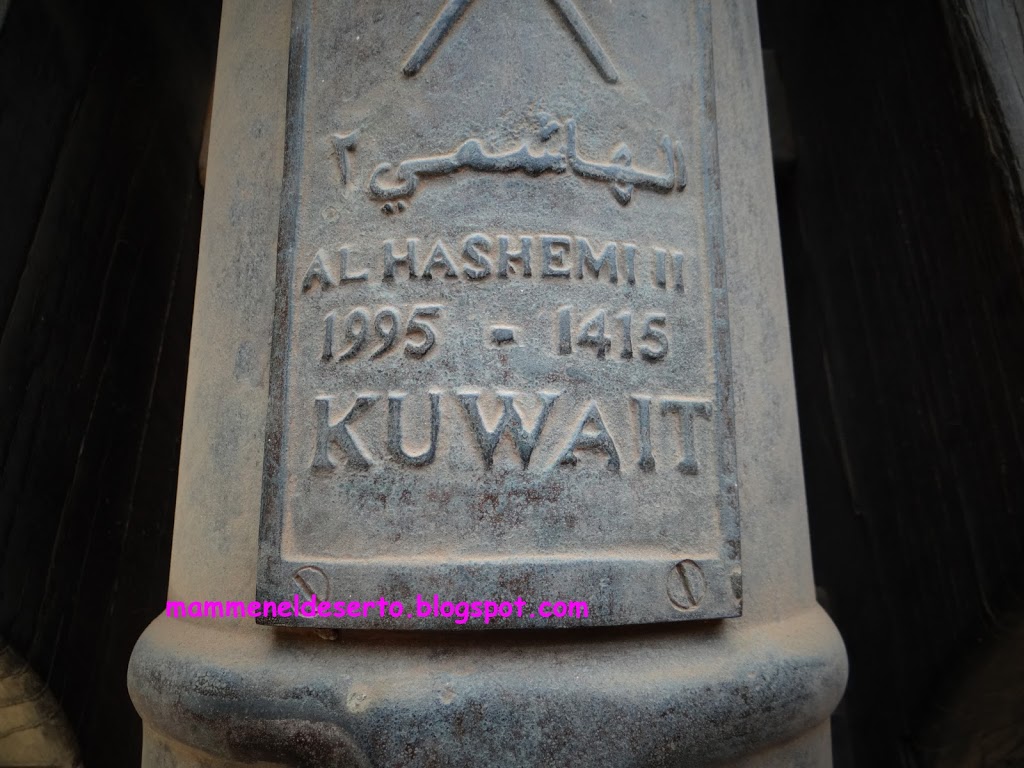 الهاشمي ٢
AL HASHEMI II
1995 - 1415
KUWAIT
mammeneldeserto.blogspot.com